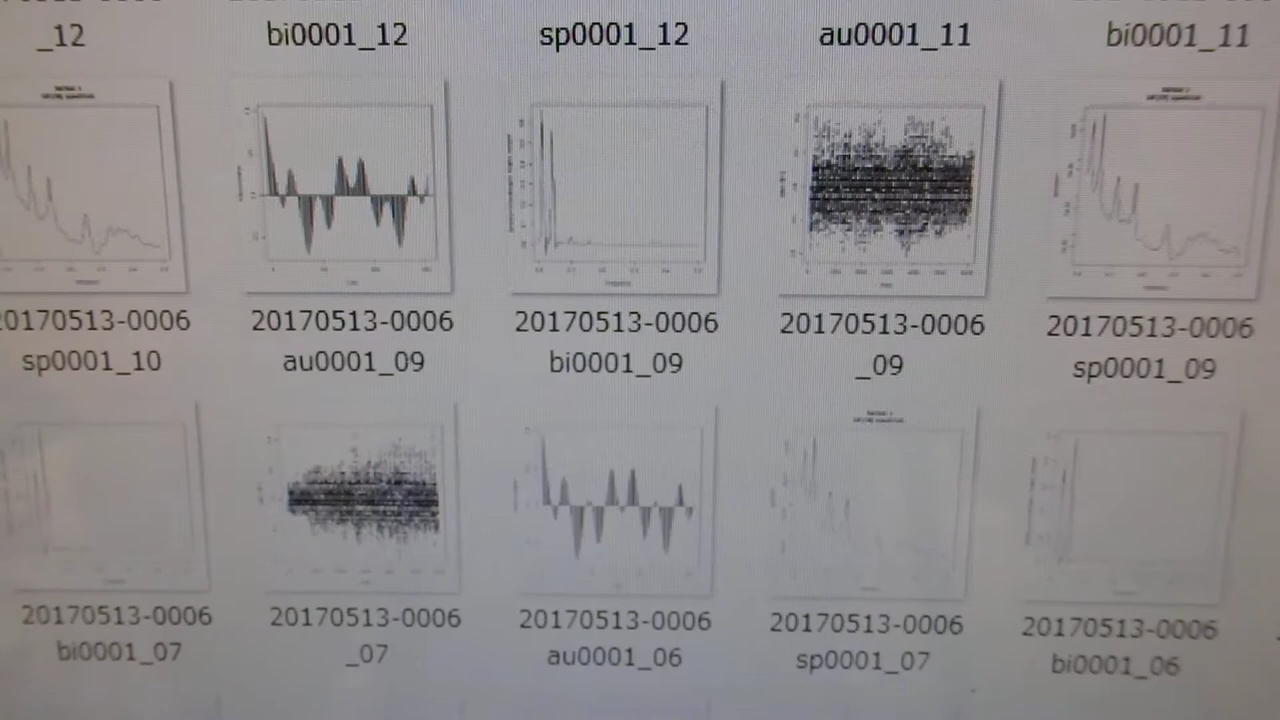 _12
bi0001_12
sp0001_12
au0001_11
bi0001_11
20170513-0006
sp0001_10
20170513-0006
au0001_09
20170513-0006
bi0001_09
20170513-0006
_09
20170513-0006
sp0001_09
20170513-0006
bi0001_07
20170513-0006
_07
20170513-0006
au0001_06
20170513-0006
sp0001_07
20170513-0006
bi0001_06